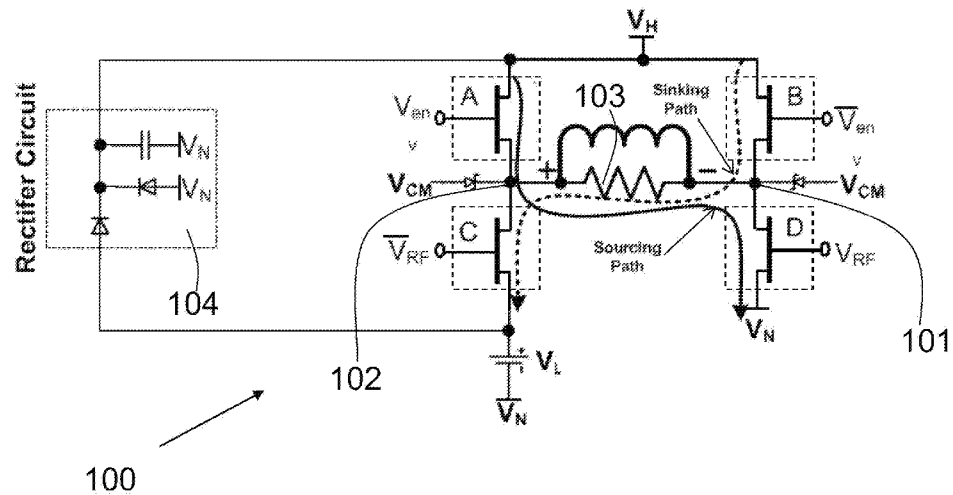 V_H
A
103
Sinking Path
B
V_en
V̅_en
v
v
Rectifer Circuit
V_N
V_N
V_CM
+
−
V_CM
C
D
V̅_RF
V_RF
Sourcing Path
104
V_N
101
102
+
V_L
V_N
100